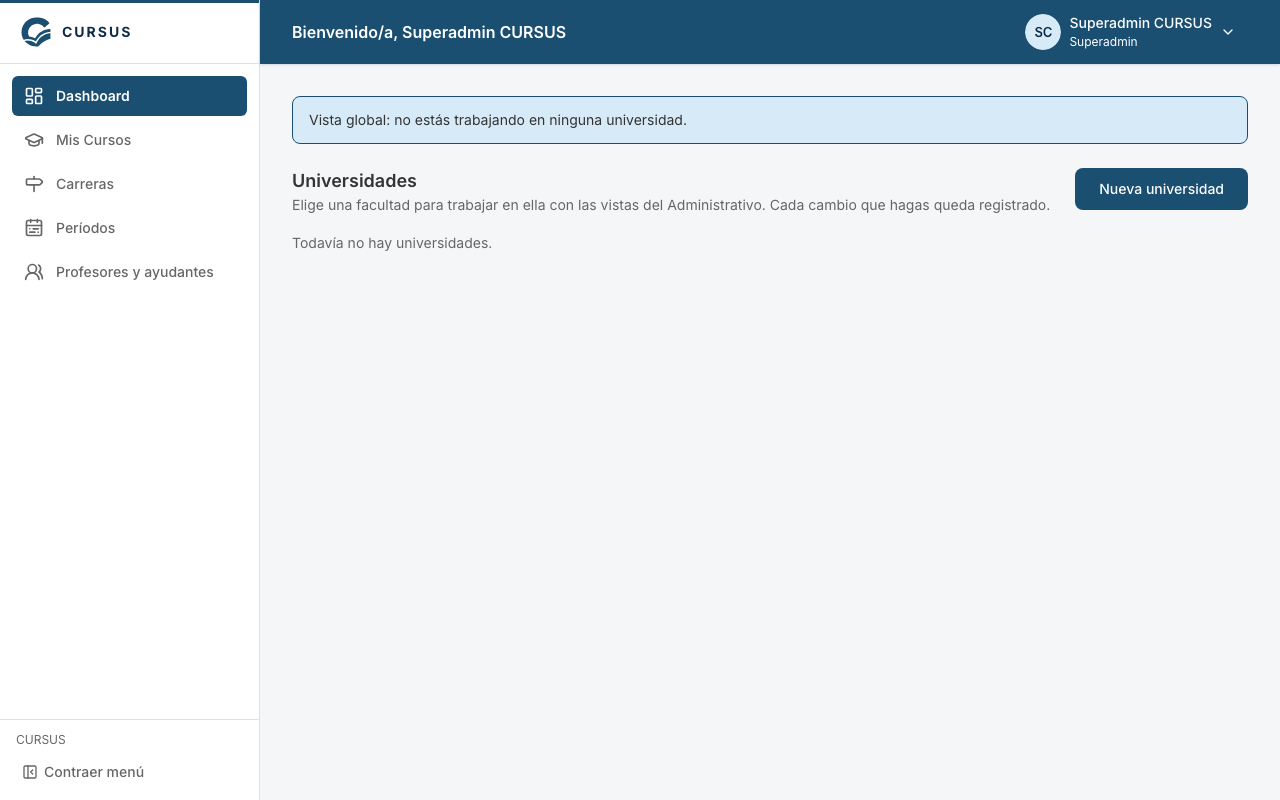 CURSUS
Bienvenido/a, Superadmin CURSUS
SC
Superadmin CURSUS
Superadmin
Dashboard
Mis Cursos
Carreras
Períodos
Profesores y ayudantes
Vista global: no estás trabajando en ninguna universidad.
Universidades
Elige una facultad para trabajar en ella con las vistas del Administrativo. Cada cambio que hagas queda registrado.
Nueva universidad
Todavía no hay universidades.
CURSUS
Contraer menú